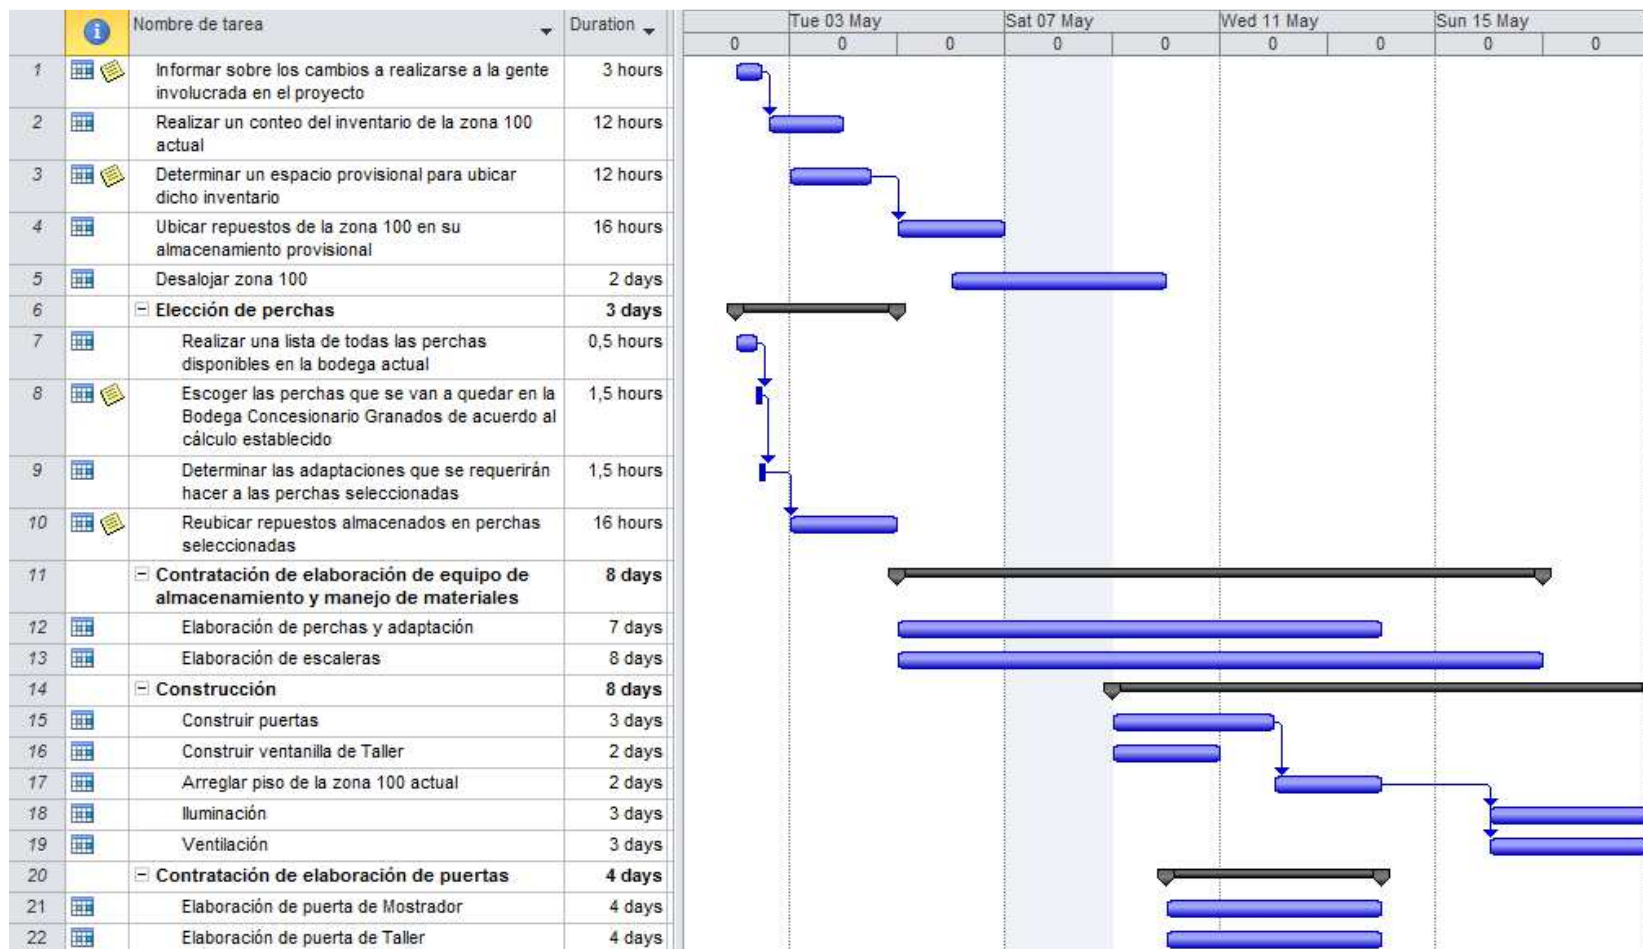 Nombre de tarea Duration Tue 03 May Sat 07 May Wed 11 May Sun 15 May
0 0 0 0 0 0 0 0 0
1 Informar sobre los cambios a realizarse a la gente 3 hours
involucrada en el proyecto
2 Realizar un conteo del inventario de la zona 100 12 hours
actual
3 Determinar un espacio provisional para ubicar 12 hours
dicho inventario
4 Ubicar repuestos de la zona 100 en su 16 hours
almacenamiento provisional
5 Desalojar zona 100 2 days
6 Elección de perchas 3 days
7 Realizar una lista de todas las perchas 0,5 hours
disponibles en la bodega actual
8 Escoger las perchas que se van a quedar en la 1,5 hours
Bodega Concesionario Granados de acuerdo al
cálculo establecido
9 Determinar las adaptaciones que se requerirán 1,5 hours
hacer a las perchas seleccionadas
10 Reubicar repuestos almacenados en perchas 16 hours
seleccionadas
11 Contratación de elaboración de equipo de 8 days
almacenamiento y manejo de materiales
12 Elaboración de perchas y adaptación 7 days
13 Elaboración de escaleras 8 days
14 Construcción 8 days
15 Construir puertas 3 days
16 Construir ventanilla de Taller 2 days
17 Arreglar piso de la zona 100 actual 2 days
18 Iluminación 3 days
19 Ventilación 3 days
20 Contratación de elaboración de puertas 4 days
21 Elaboración de puerta de Mostrador 4 days
22 Elaboración de puerta de Taller 4 days